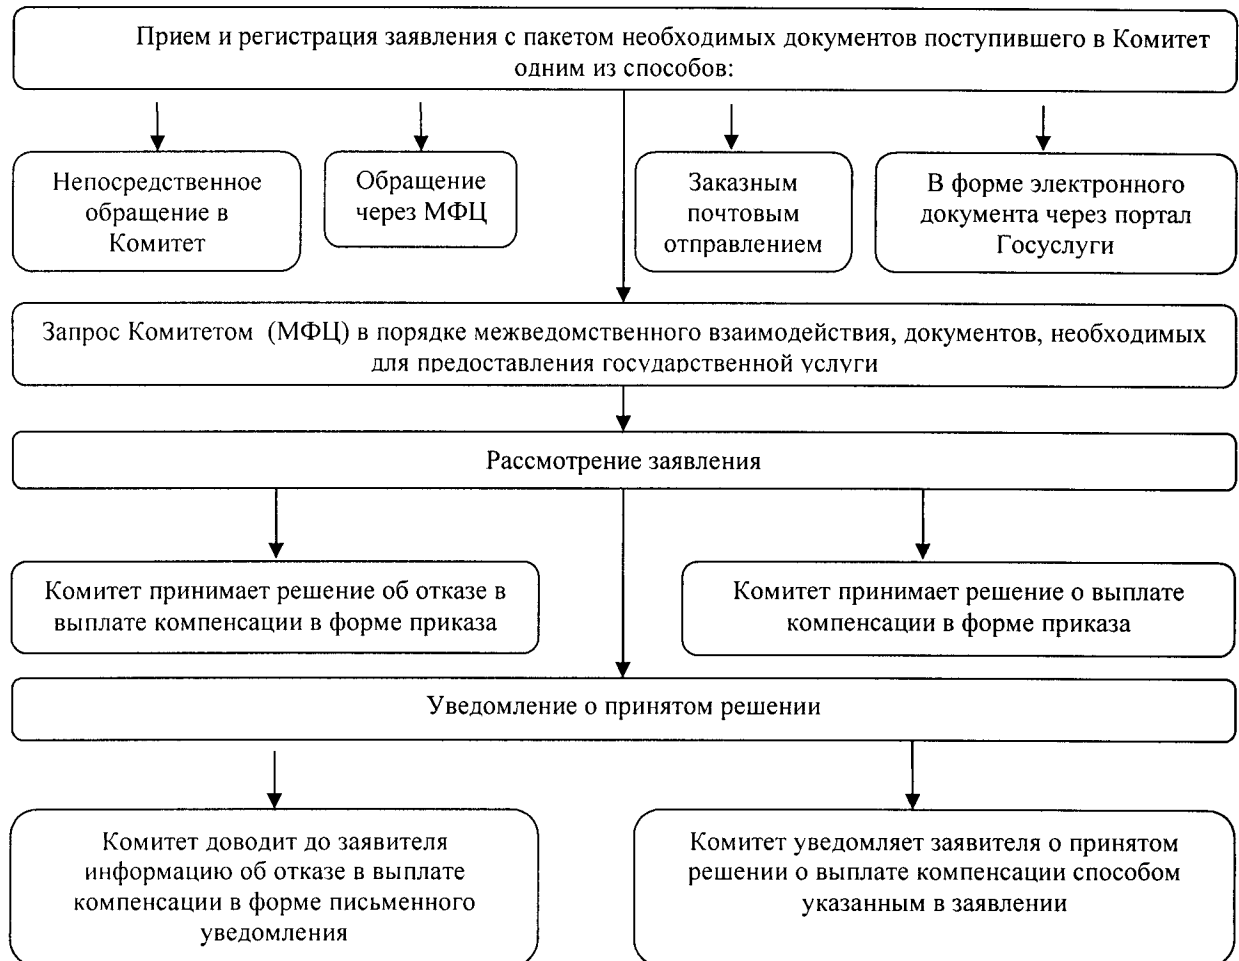 Прием и регистрация заявления с пакетом необходимых документов поступившего в Комитет
одним из способов:
Непосредственное
обращение в
Комитет
Обращение
через МФЦ
Заказным
почтовым
отправлением
В форме электронного
документа через портал
Госуслуги
Запрос Комитетом (МФЦ) в порядке межведомственного взаимодействия, документов, необходимых
для предоставления государственной услуги
Рассмотрение заявления
Комитет принимает решение об отказе в
выплате компенсации в форме приказа
Комитет принимает решение о выплате
компенсации в форме приказа
Уведомление о принятом решении
Комитет доводит до заявителя
информацию об отказе в выплате
компенсации в форме письменного
уведомления
Комитет уведомляет заявителя о принятом
решении о выплате компенсации способом
указанным в заявлении